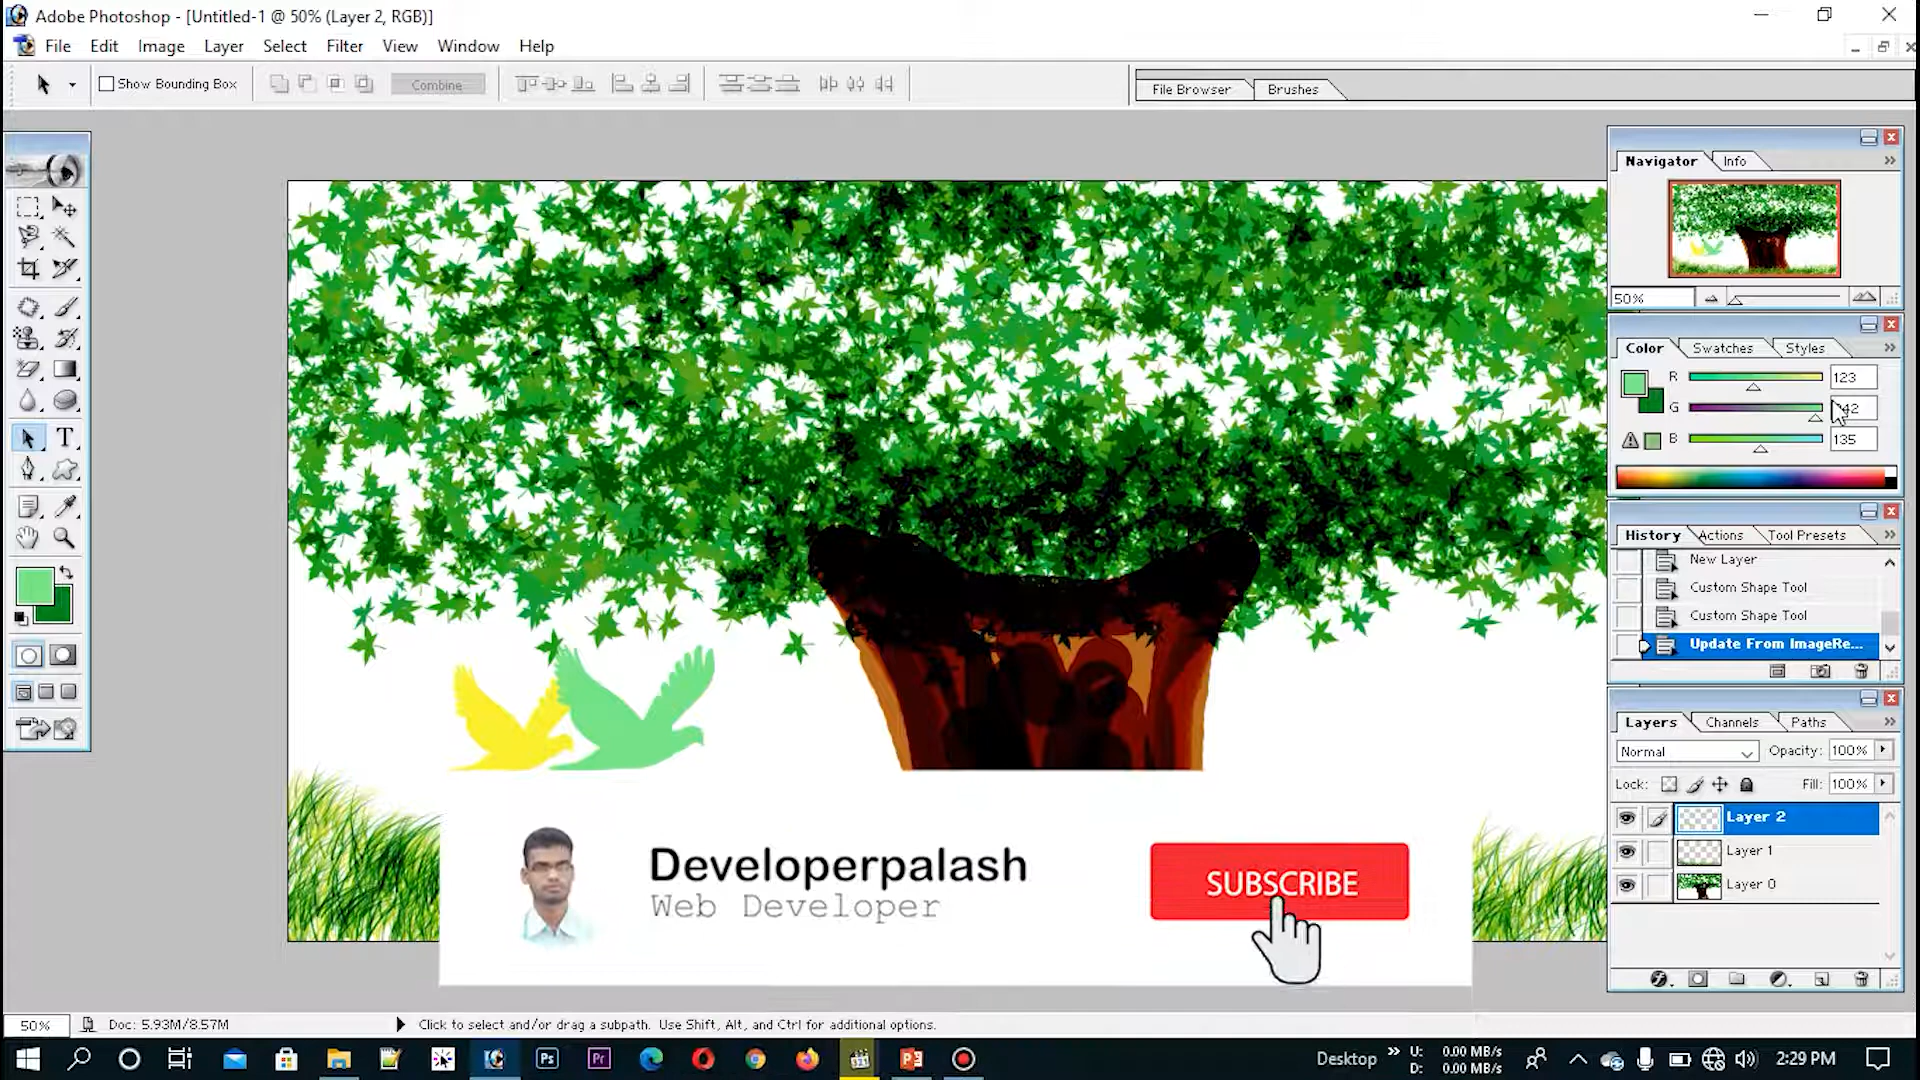 Adobe Photoshop - [Untitled-1 @ 50% (Layer 2, RGB)]
File Edit Image Layer Select Filter View Window Help
Show Bounding Box Combine File Browser Brushes
Navigator Info
50%
Color Swatches Styles
R 123
G 42
B 135
History Actions Tool Presets
New Layer
Custom Shape Tool
Custom Shape Tool
Update From ImageRe...
Layers Channels Paths
Normal Opacity: 100%
Lock: Fill: 100%
Layer 2
Layer 1
Layer 0
T
Developerpalash
Web Developer
SUBSCRIBE
50% Doc: 5.93M/8.57M Click to select and/or drag a subpath. Use Shift, Alt, and Ctrl for additional options.
Ps Pr 321 P Desktop U: 0.00 MB/s
D: 0.00 MB/s
2:29 PM